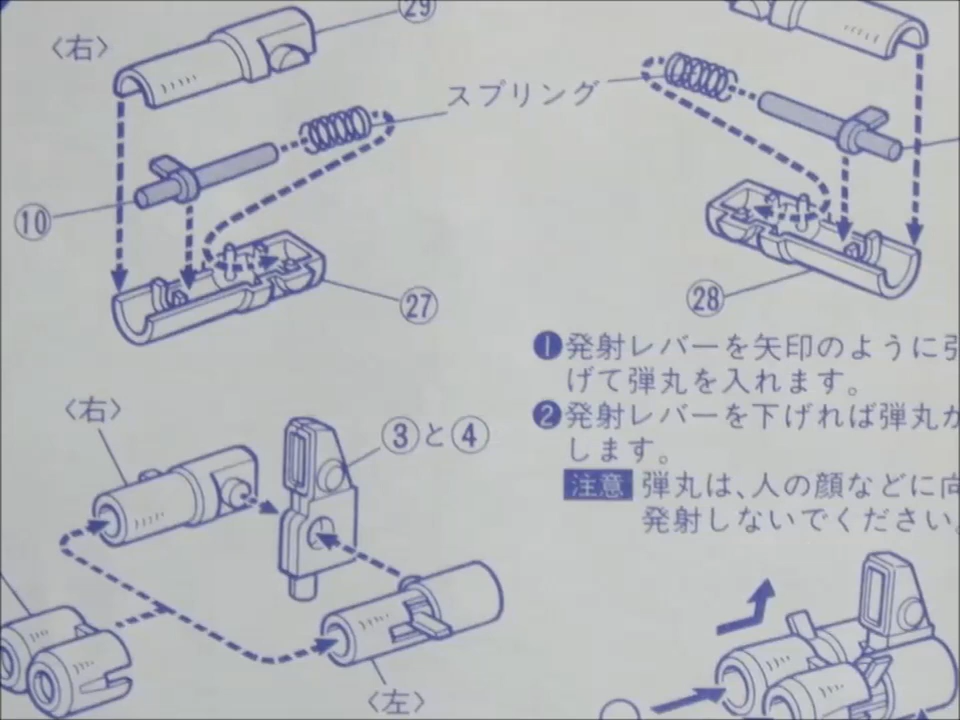 ㉙
〈右〉
スプリング
⑩
㉗
㉘
❶発射レバーを矢印のように引
げて弾丸を入れます。
❷発射レバーを下げれば弾丸が
します。
注意 弾丸は、人の顔などに向
発射しないでください。
〈右〉
③と④
〈左〉